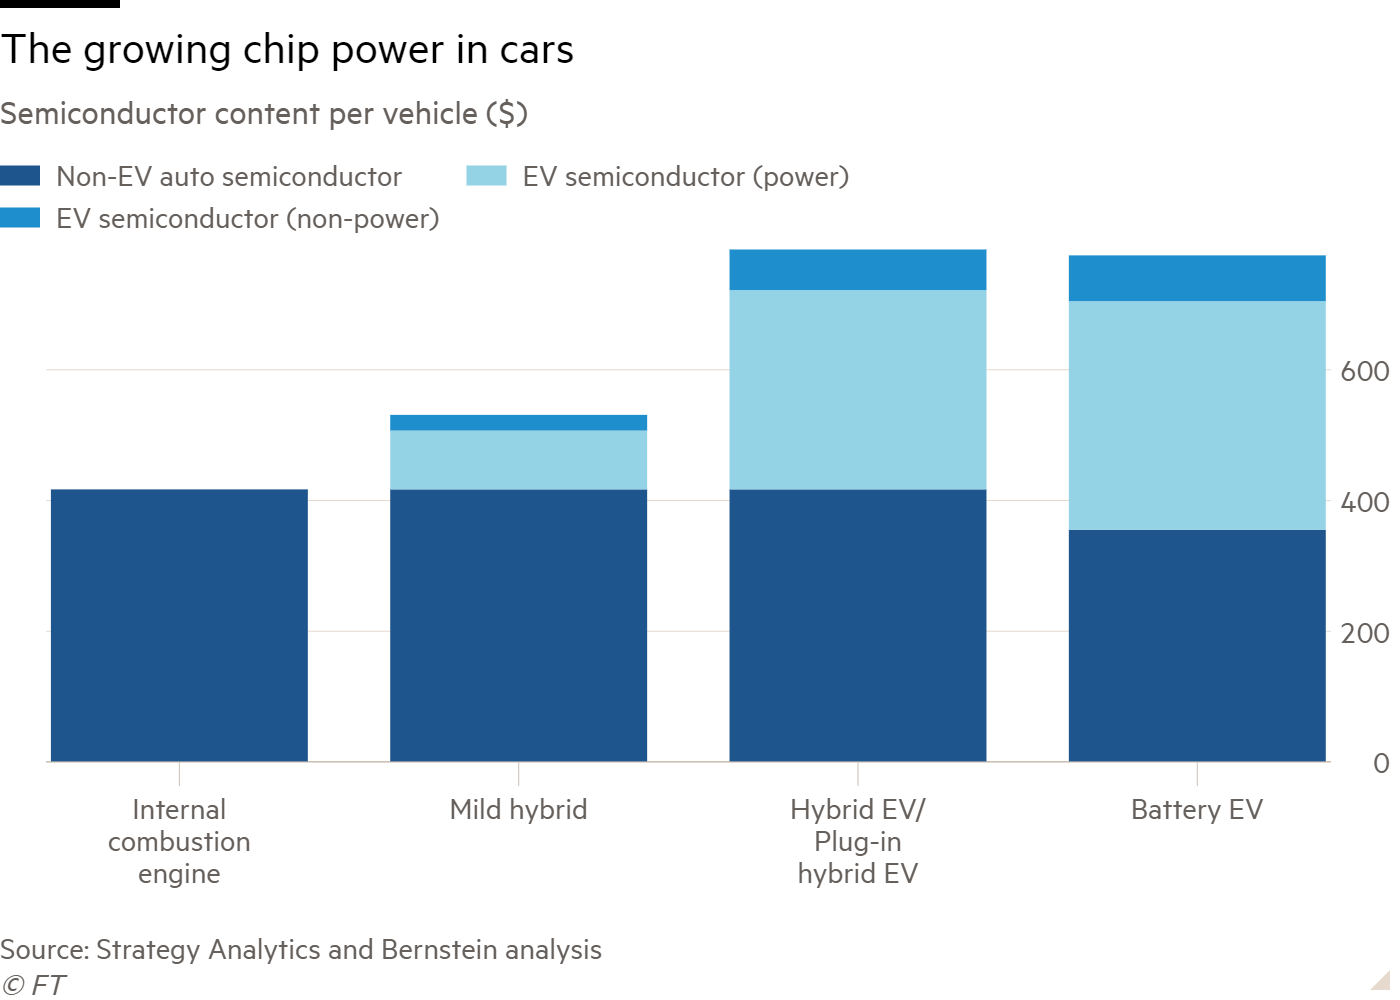 The growing chip power in cars
Semiconductor content per vehicle ($)
Non-EV auto semiconductor
EV semiconductor (power)
EV semiconductor (non-power)
600
400
200
0
Internal
combustion
engine
Mild hybrid
Hybrid EV/
Plug-in
hybrid EV
Battery EV
Source: Strategy Analytics and Bernstein analysis
© FT